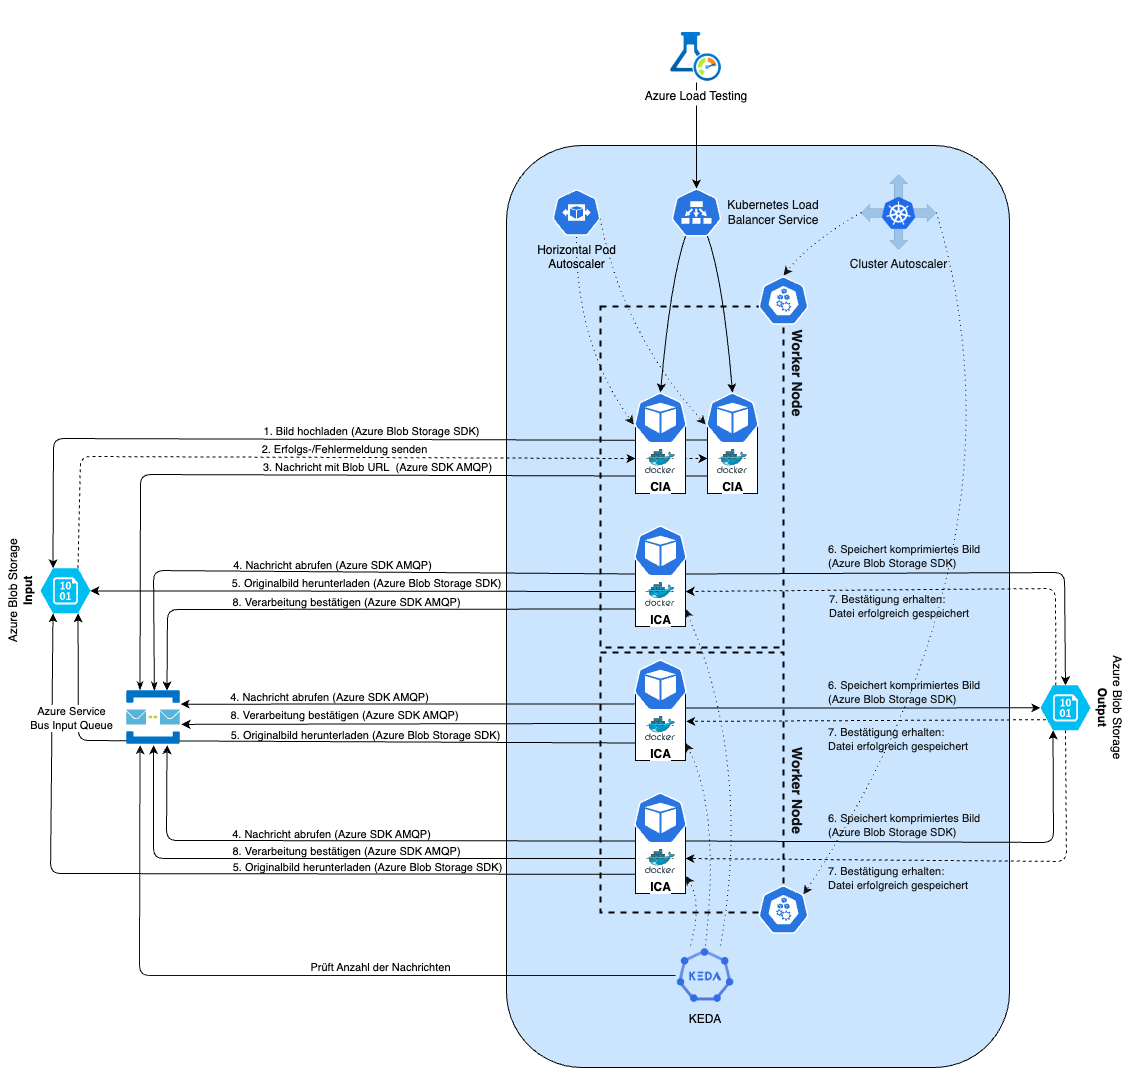 Azure Load Testing
Kubernetes Load
Balancer Service
Horizontal Pod
Autoscaler
Cluster Autoscaler
Worker Node
1. Bild hochladen (Azure Blob Storage SDK)
2. Erfolgs-/Fehlermeldung senden
3. Nachricht mit Blob URL (Azure SDK AMQP)
docker
CIA
docker
CIA
Azure Blob Storage
Input
10
01
4. Nachricht abrufen (Azure SDK AMQP)
5. Originalbild herunterladen (Azure Blob Storage SDK)
8. Verarbeitung bestätigen (Azure SDK AMQP)
docker
ICA
6. Speichert komprimiertes Bild
(Azure Blob Storage SDK)
7. Bestätigung erhalten:
Datei erfolgreich gespeichert
Azure Service
Bus Input Queue
4. Nachricht abrufen (Azure SDK AMQP)
8. Verarbeitung bestätigen (Azure SDK AMQP)
5. Originalbild herunterladen (Azure Blob Storage SDK)
docker
ICA
6. Speichert komprimiertes Bild
(Azure Blob Storage SDK)
7. Bestätigung erhalten:
Datei erfolgreich gespeichert
10
01
Azure Blob Storage
Output
Worker Node
4. Nachricht abrufen (Azure SDK AMQP)
8. Verarbeitung bestätigen (Azure SDK AMQP)
5. Originalbild herunterladen (Azure Blob Storage SDK)
docker
ICA
6. Speichert komprimiertes Bild
(Azure Blob Storage SDK)
7. Bestätigung erhalten:
Datei erfolgreich gespeichert
Prüft Anzahl der Nachrichten
KEDA
KEDA